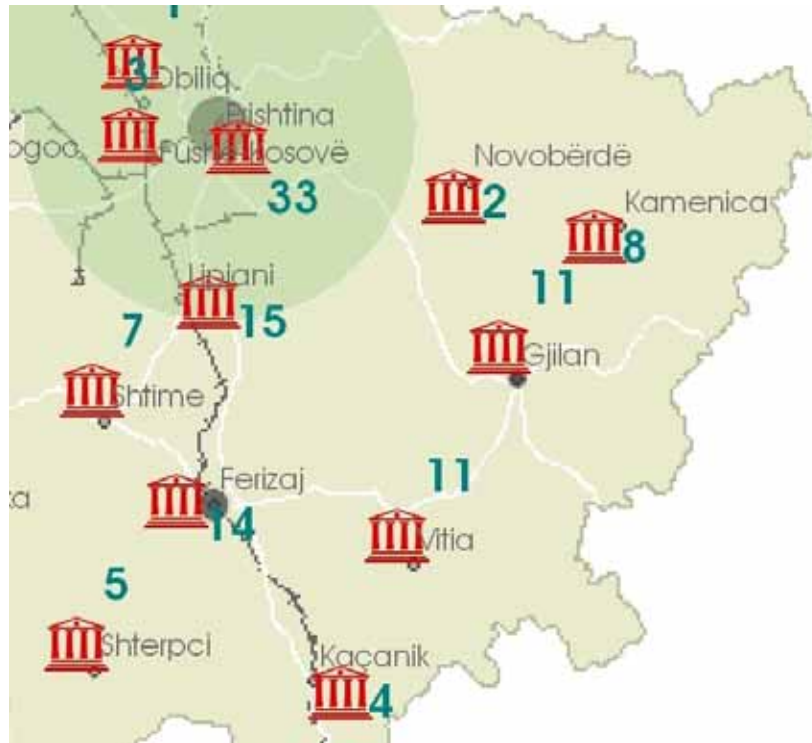 3
Obiliq
Prishtina
Fushë Kosovë
33
Novobërdë
2
Kamenica
8
11
Lipjani
15
7
Gjilan
Shtime
11
Ferizaj
14
Vitia
5
Shterpci
Kaçanik
4